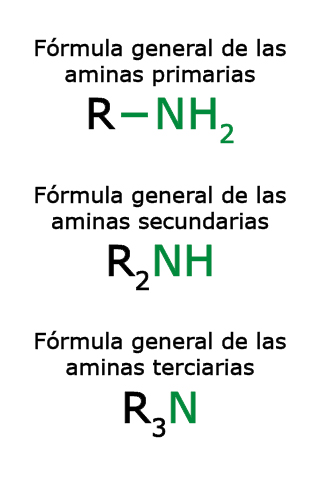 Fórmula general de las
aminas primarias
R−NH₂
Fórmula general de las
aminas secundarias
R₂NH
Fórmula general de las
aminas terciarias
R₃N